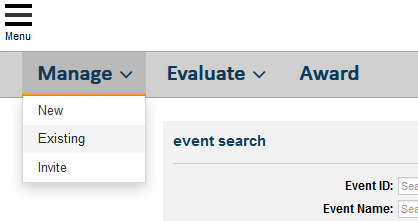 Menu
Manage Evaluate Award
New
Existing
Invite
event search
Event ID:
Event Name: